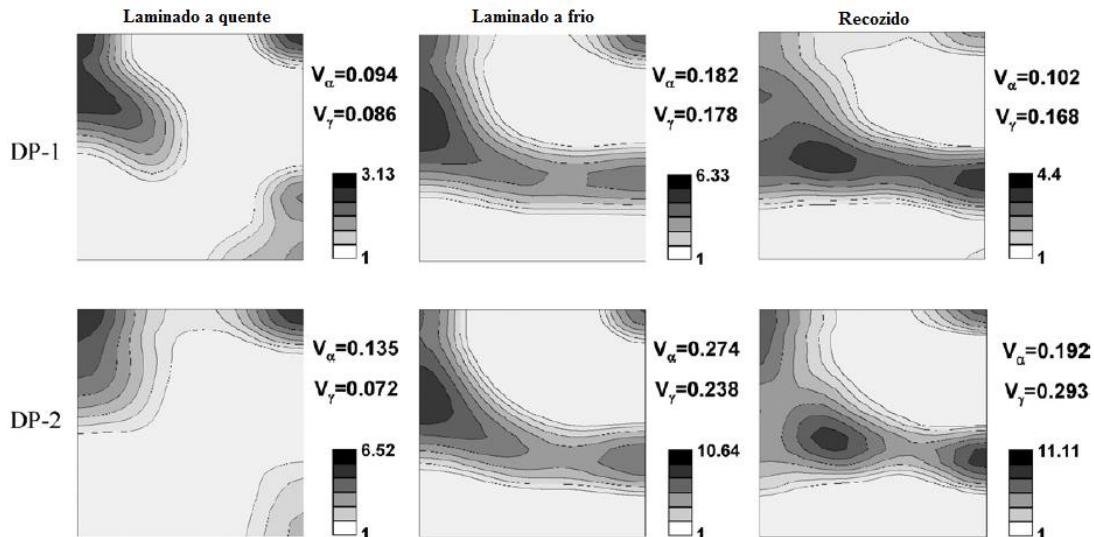 Laminado a quente
Laminado a frio
Recozido
DP-1
Vα=0.094
Vγ=0.086
3.13
1
Vα=0.182
Vγ=0.178
6.33
1
Vα=0.102
Vγ=0.168
4.4
1
DP-2
Vα=0.135
Vγ=0.072
6.52
1
Vα=0.274
Vγ=0.238
10.64
1
Vα=0.192
Vγ=0.293
11.11
1